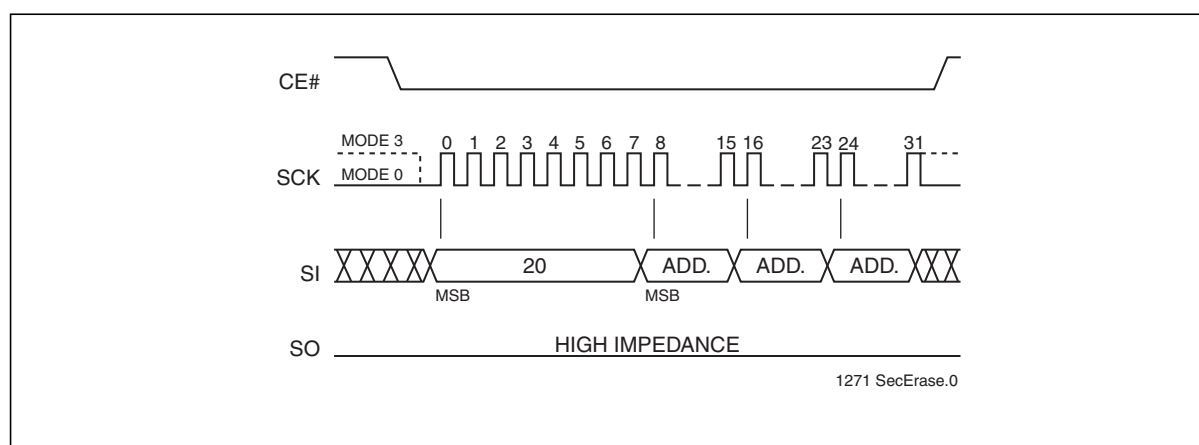 CE#
MODE 3 0 1 2 3 4 5 6 7 8 15 16 23 24 31
SCK MODE 0
SI 20 ADD. ADD. ADD.
MSB MSB
SO HIGH IMPEDANCE
1271 SecErase.0